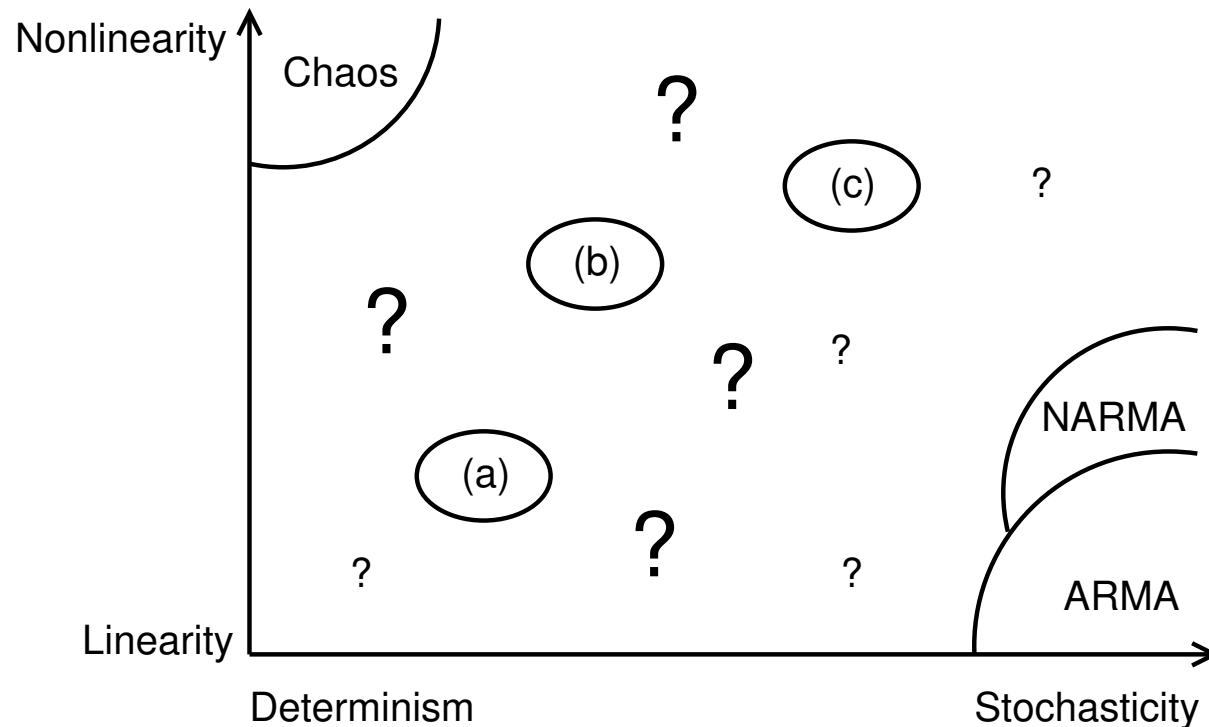 Nonlinearity
Chaos
?
(c)
?
(b)
?
?
?
NARMA
(a)
?
?
?
ARMA
Linearity
Determinism
Stochasticity